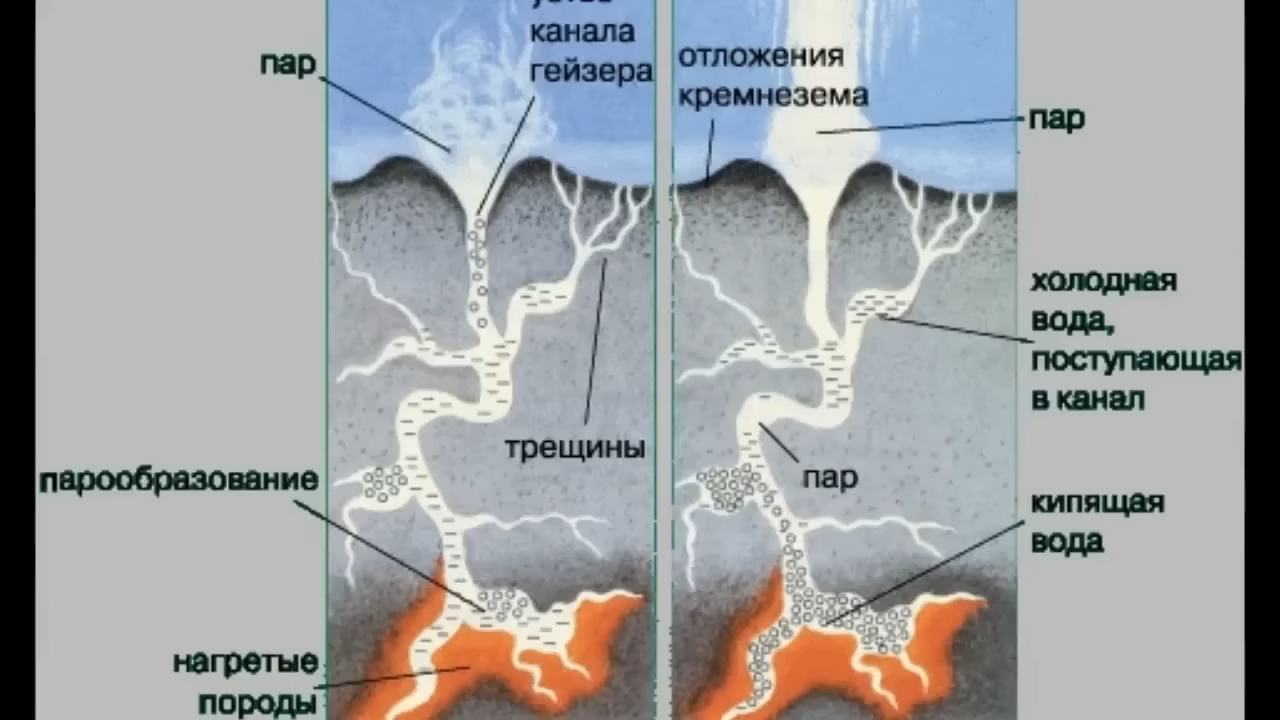 канала
гейзера
пар
отложения
кремнезема
пар
холодная
вода,
поступающая
в канал
трещины
пар
парообразование
кипящая
вода
нагретые
породы